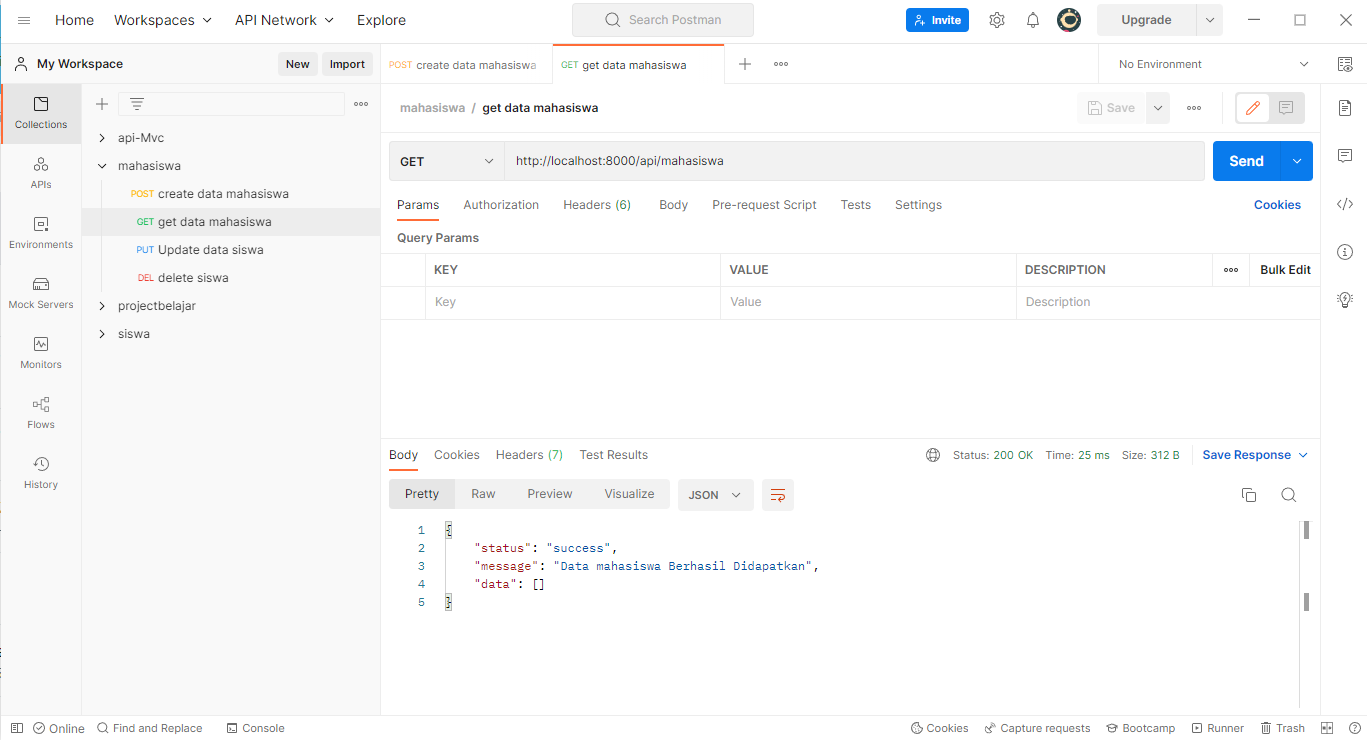 Home Workspaces API Network Explore Search Postman Invite Upgrade
My Workspace New Import POST create data mahasiswa GET get data mahasiswa No Environment
Collections
APIs
Environments
Mock Servers
Monitors
Flows
History
api-Mvc
mahasiswa
POST create data mahasiswa
GET get data mahasiswa
PUT Update data siswa
DEL delete siswa
projectbelajar
siswa
mahasiswa / get data mahasiswa Save
GET http://localhost:8000/api/mahasiswa Send
Params Authorization Headers (6) Body Pre-request Script Tests Settings Cookies
Query Params
KEY VALUE DESCRIPTION Bulk Edit
Key Value Description
Body Cookies Headers (7) Test Results Status: 200 OK Time: 25 ms Size: 312 B Save Response
Pretty Raw Preview Visualize JSON
1 {
2 "status": "success",
3 "message": "Data mahasiswa Berhasil Didapatkan",
4 "data": []
5 }
Online Find and Replace Console Cookies Capture requests Bootcamp Runner Trash